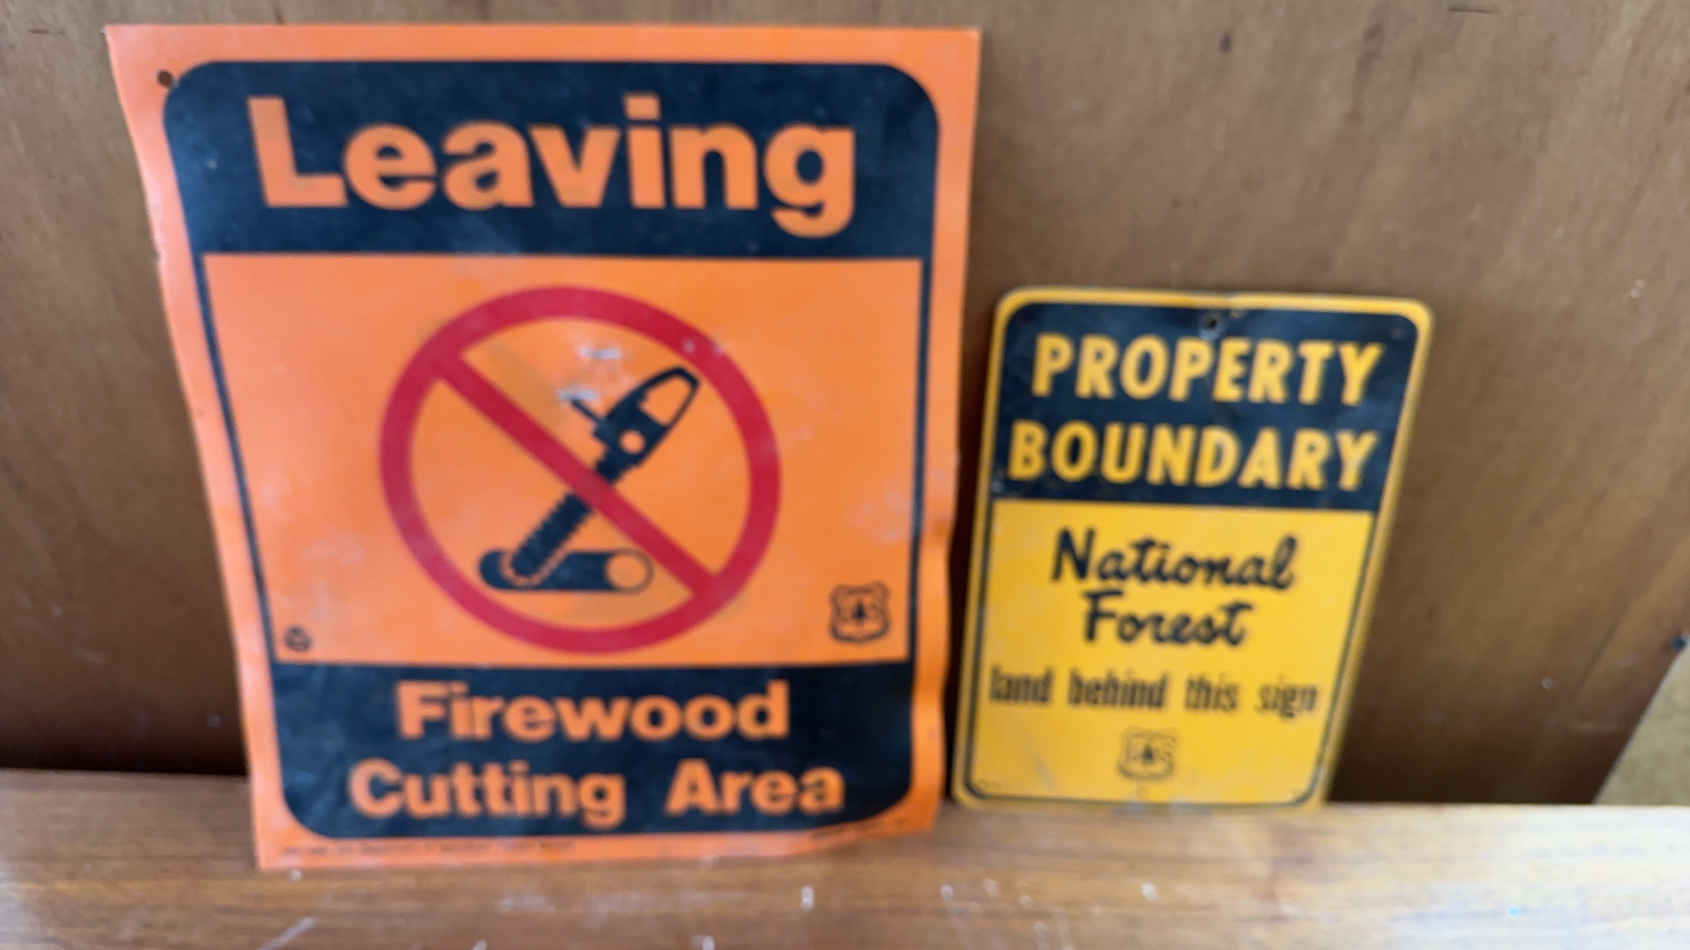 Leaving
Firewood
Cutting Area
PROPERTY
BOUNDARY
National
Forest
land behind this sign